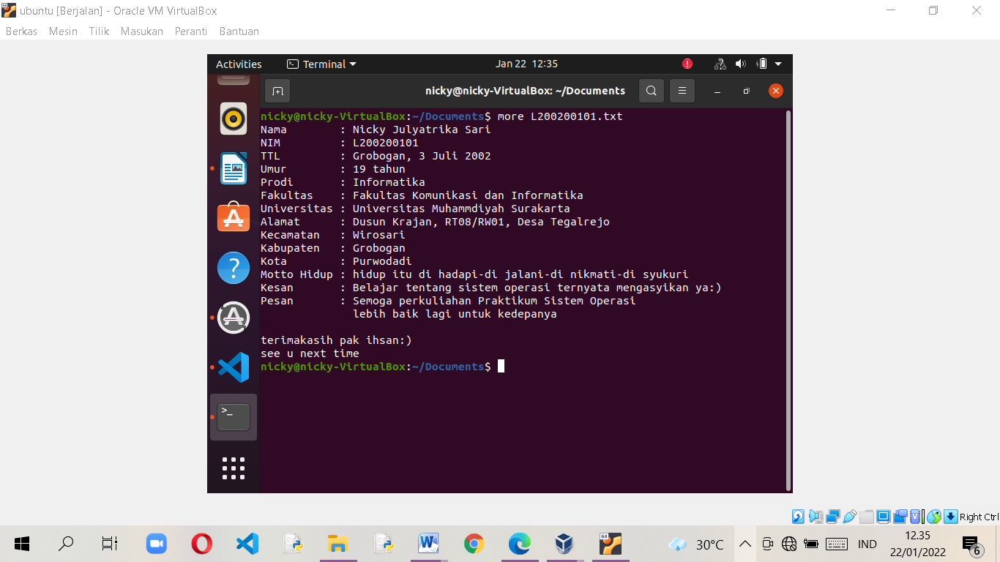 ubuntu [Berjalan] - Oracle VM VirtualBox
Berkas Mesin Tilik Masukan Peranti Bantuan
Activities Terminal Jan 22 12:35
nicky@nicky-VirtualBox: ~/Documents
nicky@nicky-VirtualBox:~/Documents$ more L200200101.txt
Nama : Nicky Julyatrika Sari
NIM : L200200101
TTL : Grobogan, 3 Juli 2002
Umur : 19 tahun
Prodi : Informatika
Fakultas : Fakultas Komunikasi dan Informatika
Universitas : Universitas Muhammdiyah Surakarta
Alamat : Dusun Krajan, RT08/RW01, Desa Tegalrejo
Kecamatan : Wirosari
Kabupaten : Grobogan
Kota : Purwodadi
Motto Hidup : hidup itu di hadapi-di jalani-di nikmati-di syukuri
Kesan : Belajar tentang sistem operasi ternyata mengasyikan ya:)
Pesan : Semoga perkuliahan Praktikum Sistem Operasi
lebih baik lagi untuk kedepanya
terimakasih pak ihsan:)
see u next time
nicky@nicky-VirtualBox:~/Documents$
Right Ctrl
30°C IND 12.35
22/01/2022
6